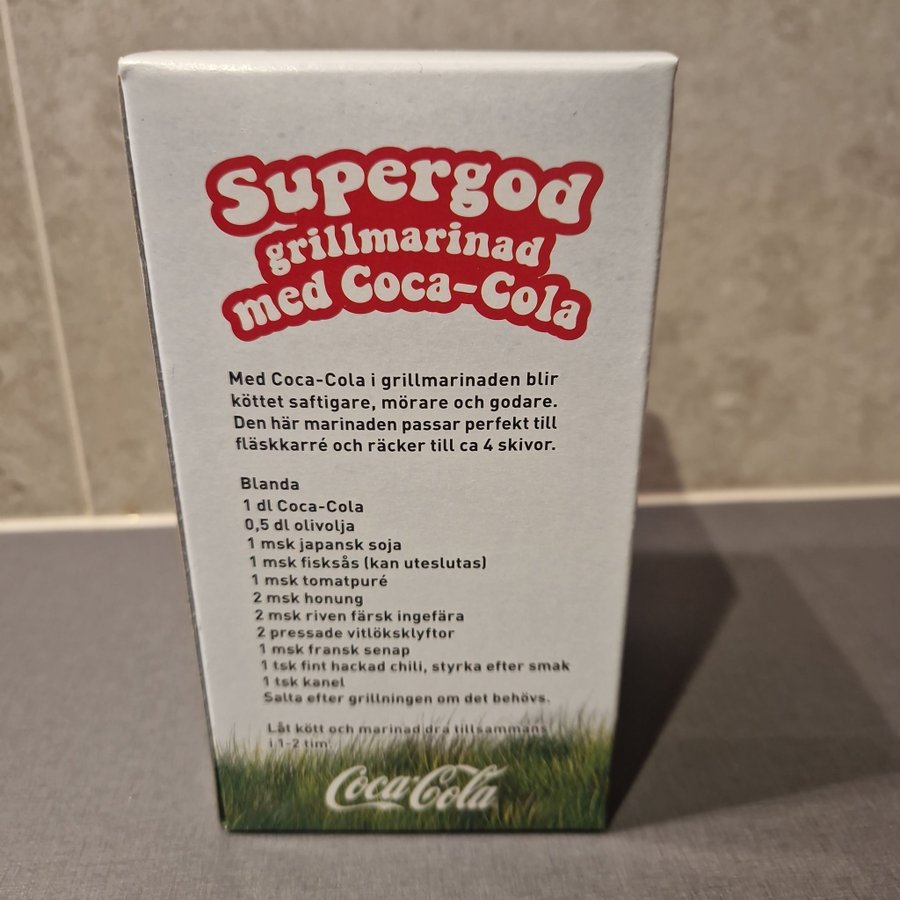 Supergod
grillmarinad
med Coca-Cola
Med Coca-Cola i grillmarinaden blir
köttet saftigare, mörare och godare.
Den här marinaden passar perfekt till
fläskkarré och räcker till ca 4 skivor.
Blanda
1 dl Coca-Cola
0,5 dl olivolja
1 msk japansk soja
1 msk fisksås (kan uteslutas)
1 msk tomatpuré
2 msk honung
2 msk riven färsk ingefära
2 pressade vitlöksklyftor
1 msk fransk senap
1 tsk fint hackad chili, styrka efter smak
1 tsk kanel
Salta efter grillningen om det behövs.
Låt kött och marinad dra tillsammans
i 1-2 tim
Coca-Cola